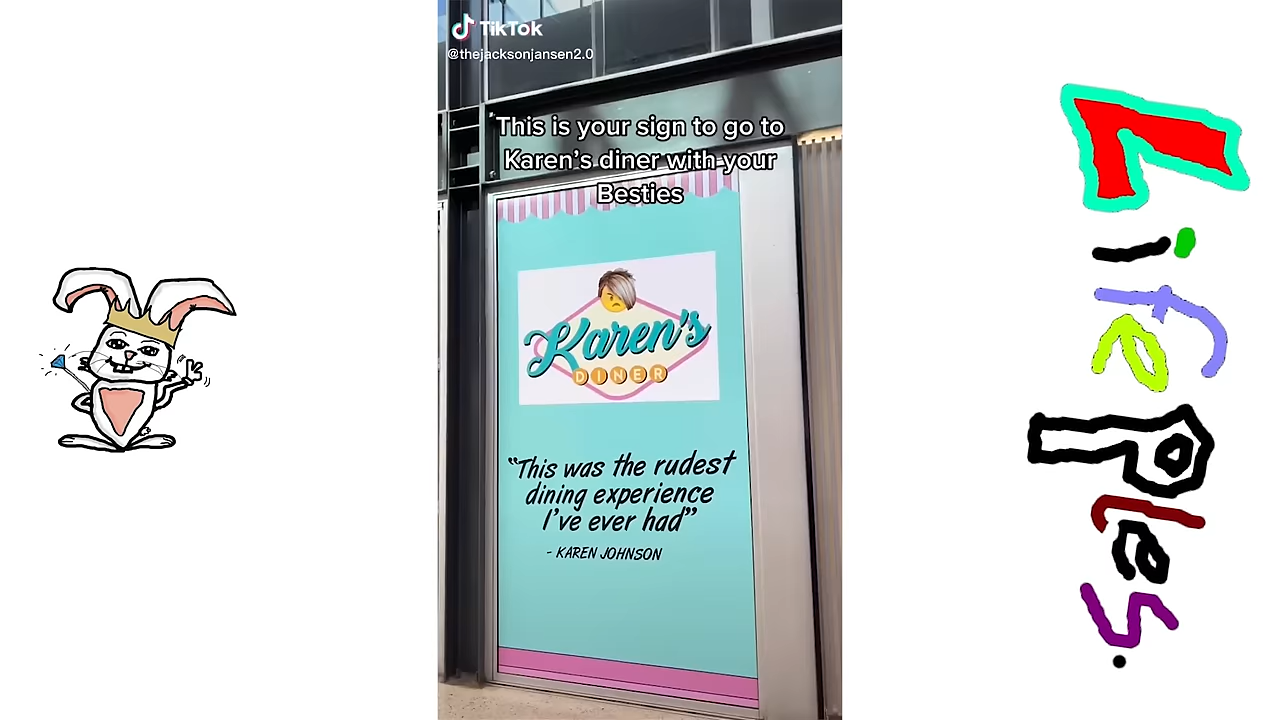 TikTok
@thejacksonjansen2.0
This is your sign to go to
Karen's diner with your
Besties
Karen's
DINER
"This was the rudest
dining experience
I've ever had"
- KAREN JOHNSON
Lifeples.